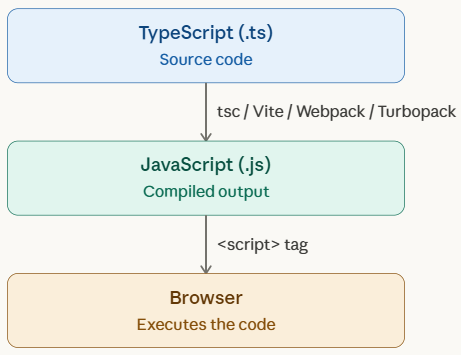 TypeScript (.ts)
Source code
tsc / Vite / Webpack / Turbopack
JavaScript (.js)
Compiled output
<script> tag
Browser
Executes the code